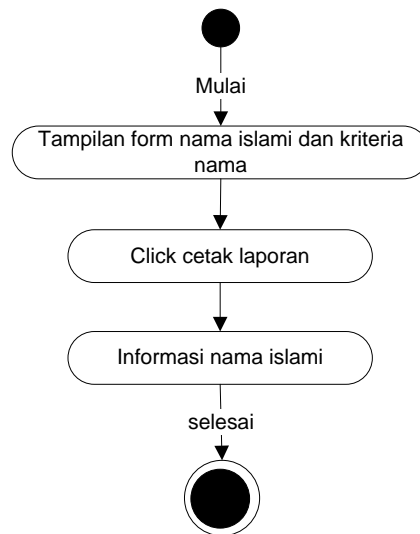 Mulai
Tampilan form nama islami dan kriteria
nama
Click cetak laporan
Informasi nama islami
selesai